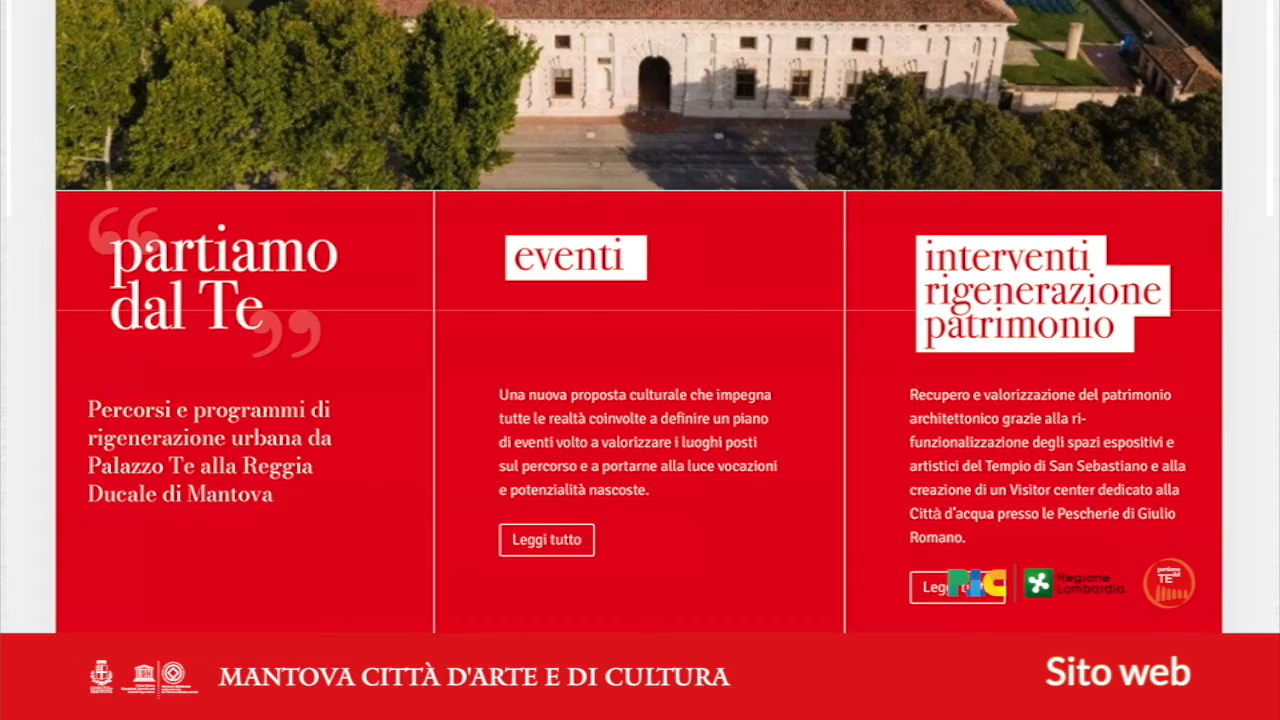 partiamo
dal Te
Percorsi e programmi di
rigenerazione urbana da
Palazzo Te alla Reggia
Ducale di Mantova
eventi
Una nuova proposta culturale che impegna
tutte le realtà coinvolte a definire un piano
di eventi volto a valorizzare i luoghi posti
sul percorso e a portarne alla luce vocazioni
e potenzialità nascoste.
Leggi tutto
interventi
rigenerazione
patrimonio
Recupero e valorizzazione del patrimonio
architettonico grazie alla ri-
funzionalizzazione degli spazi espositivi e
artistici del Tempio di San Sebastiano e alla
creazione di un Visitor center dedicato alla
Città d'acqua presso le Pescherie di Giulio
Romano.
PIC
Regione
Lombardia
partiamo
dal
TE
MANTOVA CITTÀ D'ARTE E DI CULTURA
Sito web